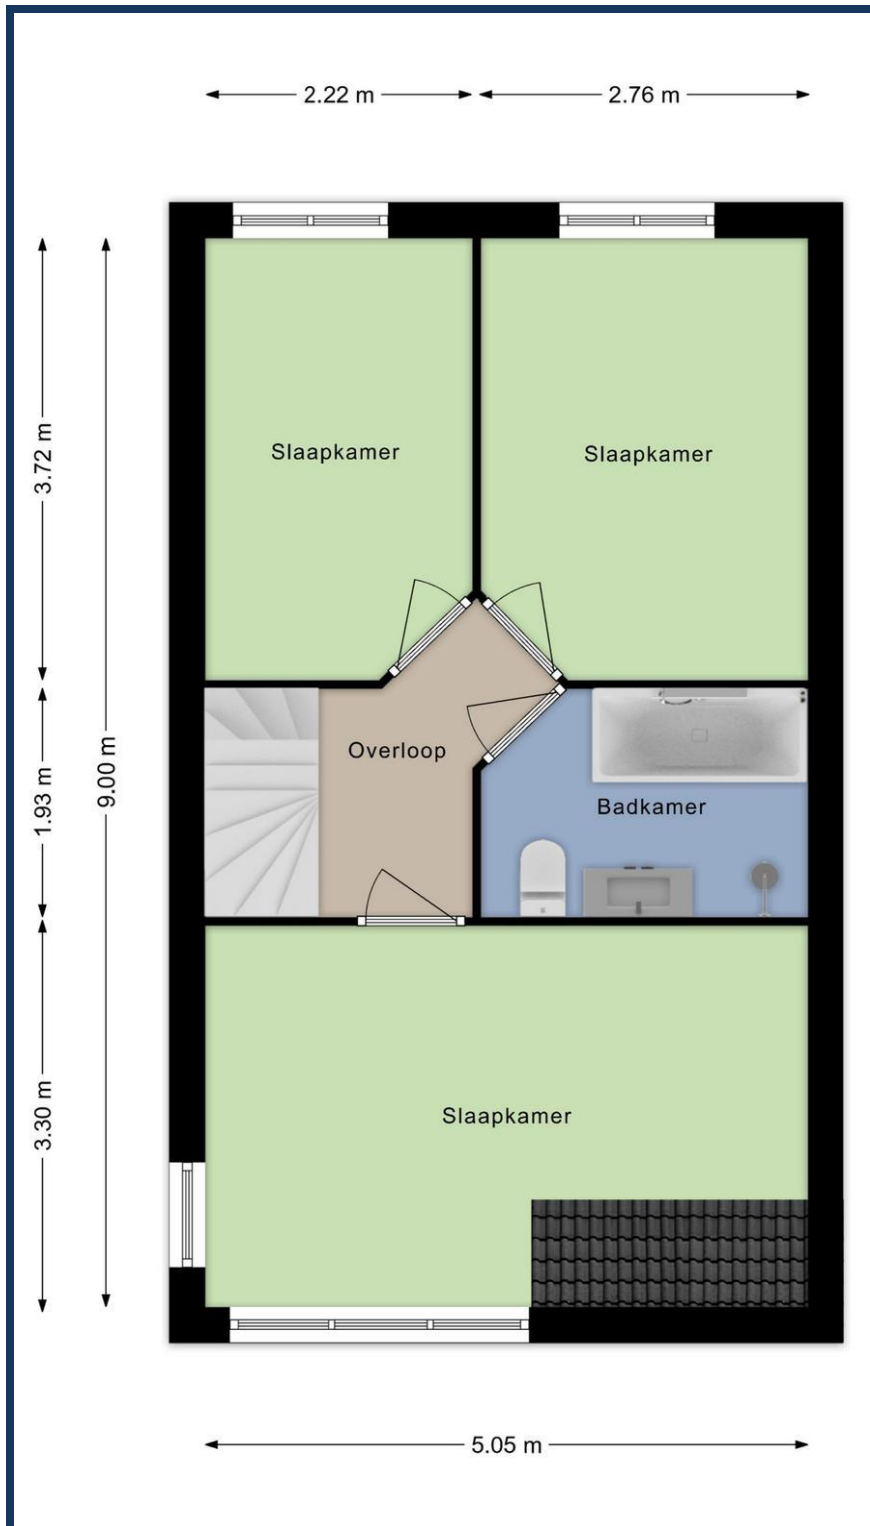 2.22 m
2.76 m
3.72 m
Slaapkamer
Slaapkamer
9.00 m
1.93 m
Overloop
Badkamer
3.30 m
Slaapkamer
5.05 m